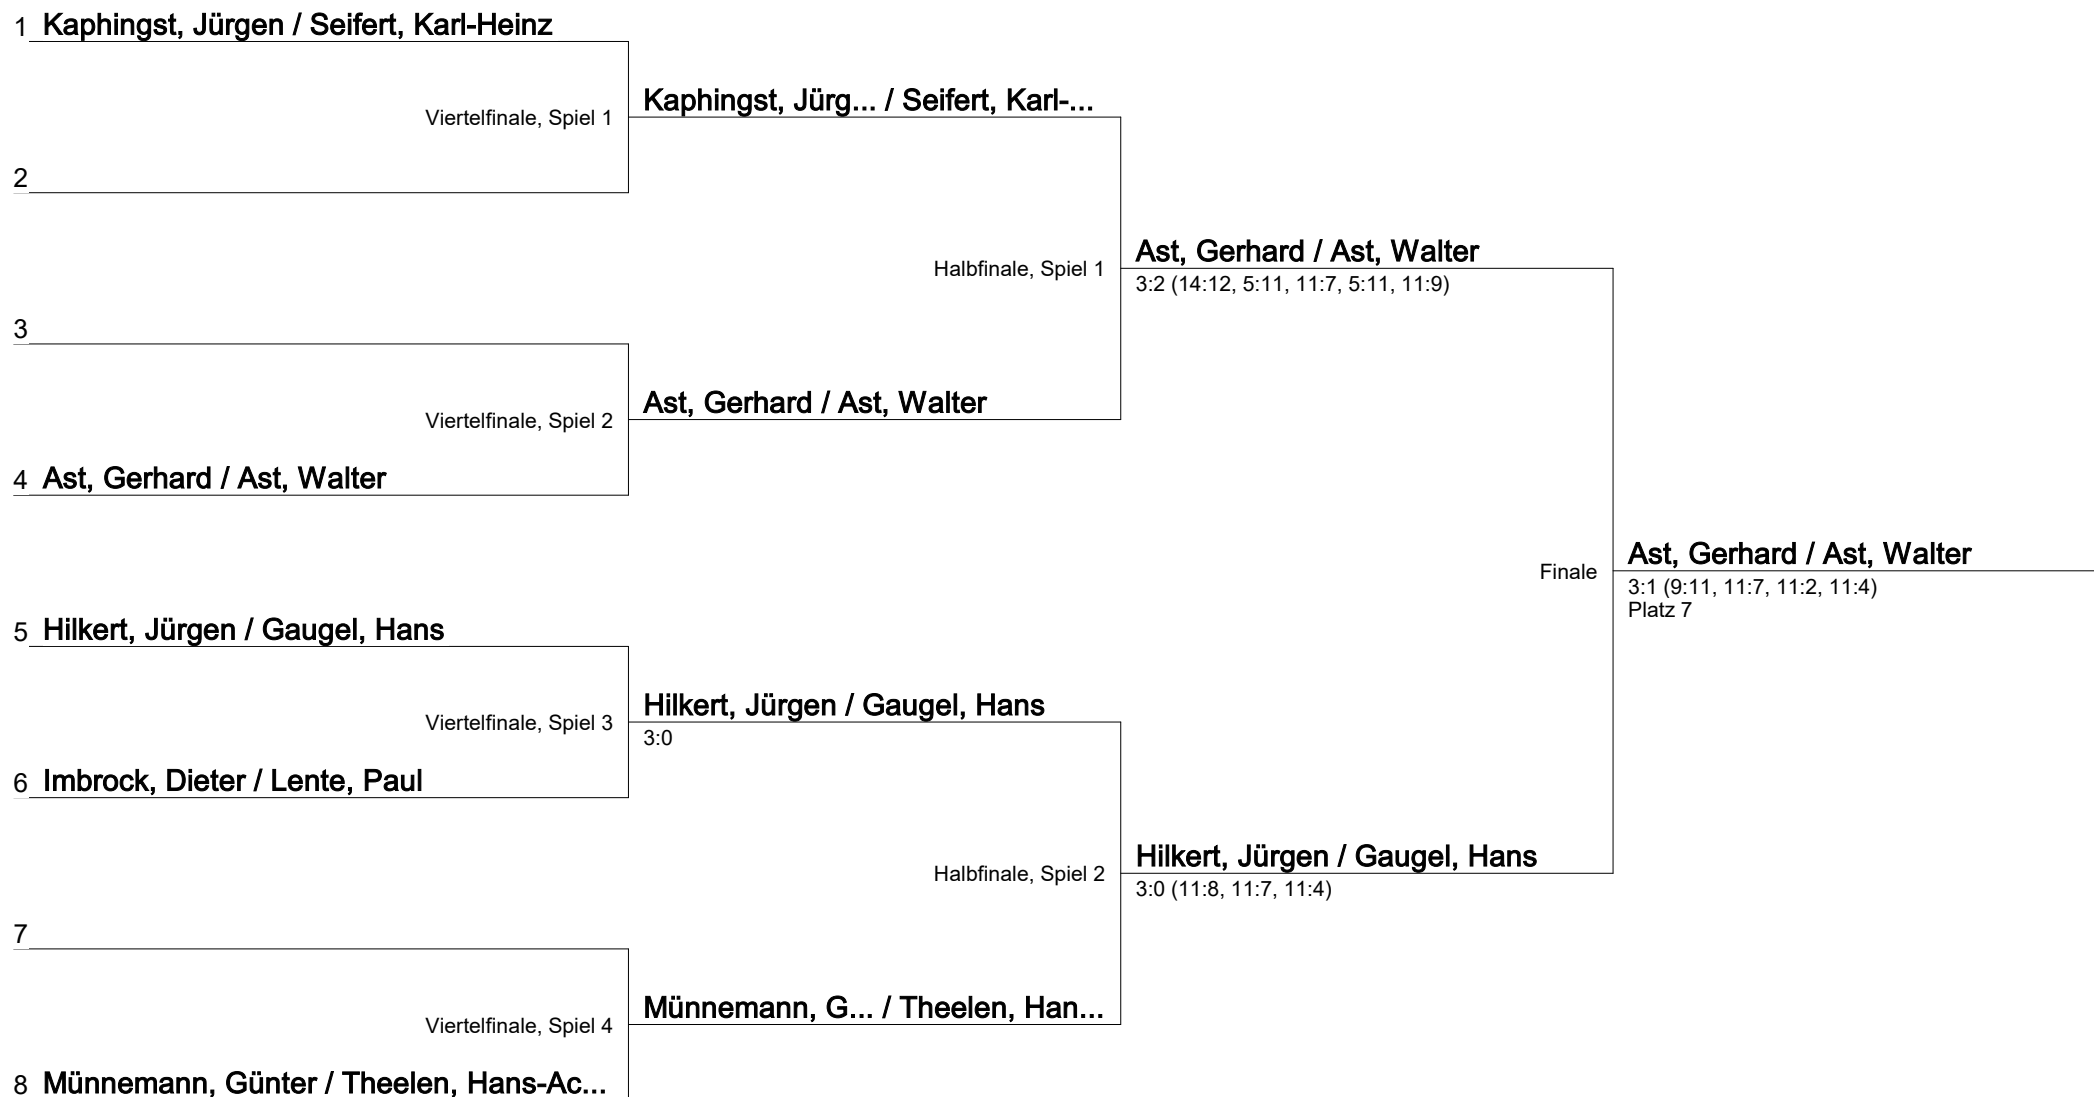 1 Kaphingst, Jürgen / Seifert, Karl-Heinz
Viertelfinale, Spiel 1
Kaphingst, Jürg... / Seifert, Karl-...
2
Halbfinale, Spiel 1
Ast, Gerhard / Ast, Walter
3:2 (14:12, 5:11, 11:7, 5:11, 11:9)
3
Viertelfinale, Spiel 2
Ast, Gerhard / Ast, Walter
4 Ast, Gerhard / Ast, Walter
Finale
Ast, Gerhard / Ast, Walter
3:1 (9:11, 11:7, 11:2, 11:4)
Platz 7
5 Hilkert, Jürgen / Gaugel, Hans
Viertelfinale, Spiel 3
Hilkert, Jürgen / Gaugel, Hans
3:0
6 Imbrock, Dieter / Lente, Paul
Halbfinale, Spiel 2
Hilkert, Jürgen / Gaugel, Hans
3:0 (11:8, 11:7, 11:4)
7
Viertelfinale, Spiel 4
Münnemann, G... / Theelen, Han...
8 Münnemann, Günter / Theelen, Hans-Ac...